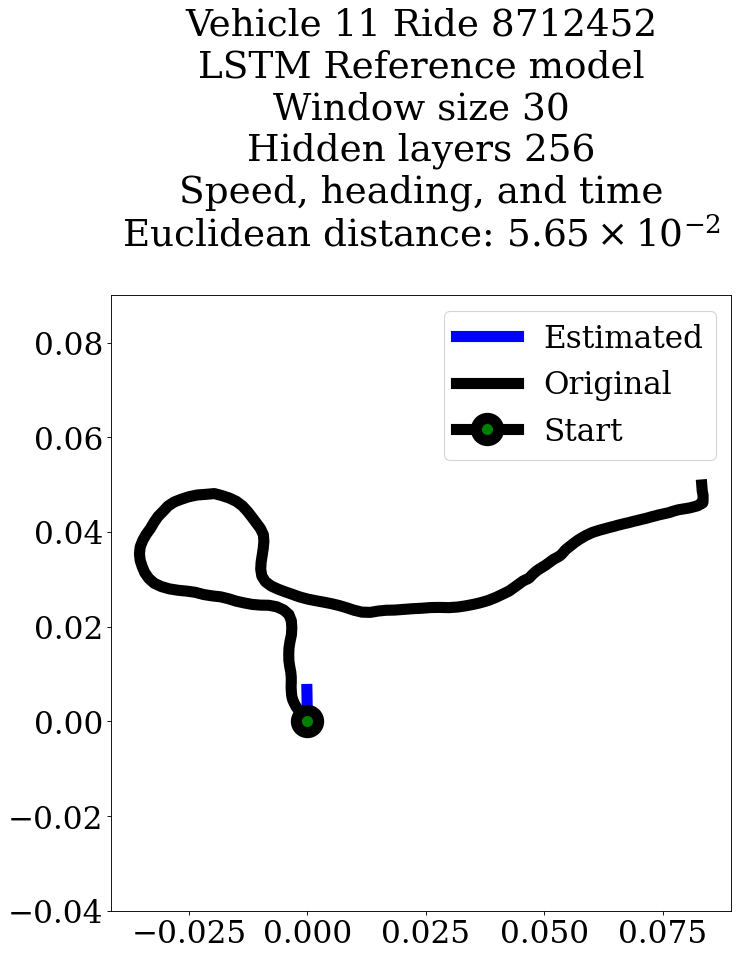 Vehicle 11 Ride 8712452
LSTM Reference model
Window size 30
Hidden layers 256
Speed, heading, and time
Euclidean distance: 5.65 × 10⁻²
Estimated
Original
Start
0.08
0.06
0.04
0.02
0.00
−0.02
−0.04
−0.025 0.000 0.025 0.050 0.075